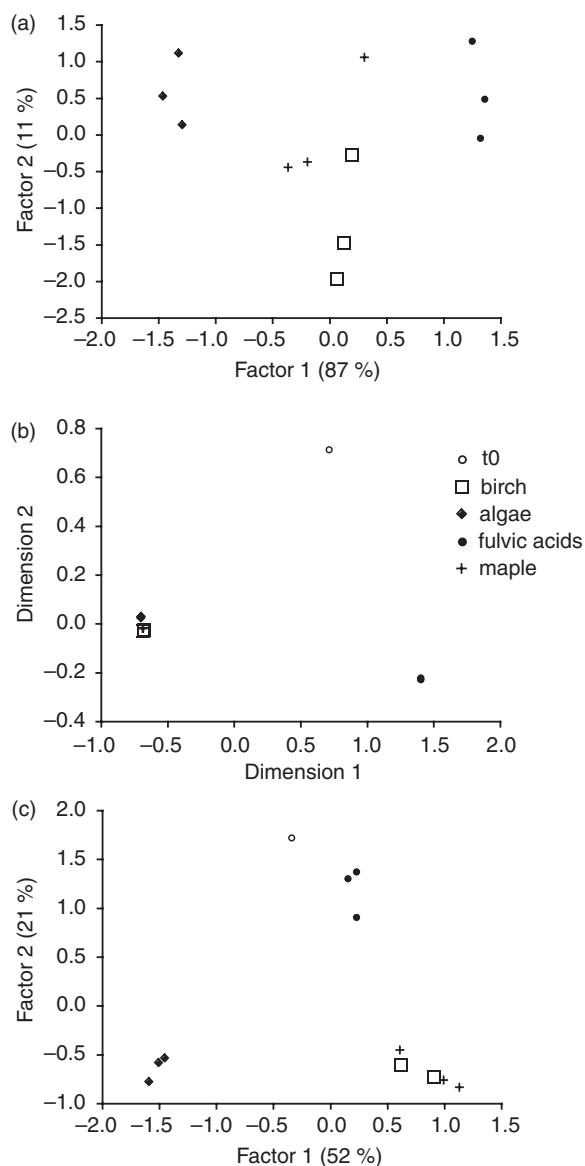 (a)
1.5
1.0
0.5
0.0
−0.5
−1.0
−1.5
−2.0
−2.5
Factor 2 (11 %)
−2.0 −1.5 −1.0 −0.5 0.0 0.5 1.0 1.5
Factor 1 (87 %)
(b)
0.8
0.6
0.4
0.2
0.0
−0.2
−0.4
Dimension 2
t0
birch
algae
fulvic acids
maple
−1.0 −0.5 0.0 0.5 1.0 1.5 2.0
Dimension 1
(c)
2.0
1.5
1.0
0.5
0.0
−0.5
−1.0
Factor 2 (21 %)
−2.0 −1.5 −1.0 −0.5 0.0 0.5 1.0 1.5
Factor 1 (52 %)